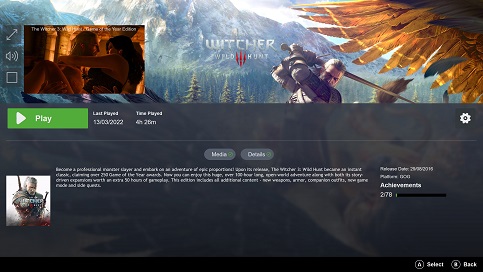 The Witcher 3: Wild Hunt - Game of the Year Edition
WITCHER
WILD HUNT
Play
Last Played
Time Played
13/03/2022
4h 26m
Media
Details
Become a professional monster slayer and embark on an adventure of epic proportions! Upon its release, The Witcher 3: Wild Hunt became an instant
classic, claiming over 250 Game of the Year awards. Now you can enjoy this huge, over 100-hour long, open-world adventure along with both its story-
driven expansions worth an extra 50 hours of gameplay. This edition includes all additional content - new weapons, armor, companion outfits, new game
mode and side quests.
Release Date: 29/08/2016
Platform: GOG
Achievements
2/78
A Select
B Back